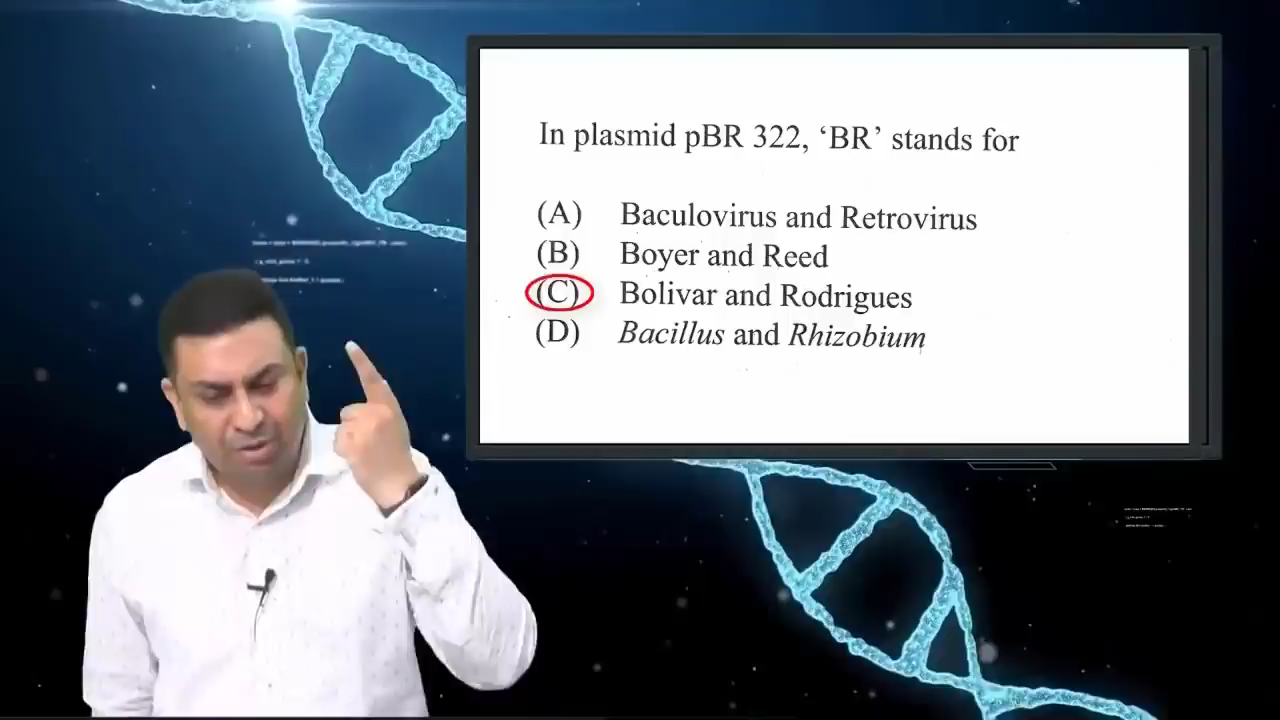 In plasmid pBR 322, ‘BR’ stands for
(A) Baculovirus and Retrovirus
(B) Boyer and Reed
(C) Bolivar and Rodrigues
(D) Bacillus and Rhizobium